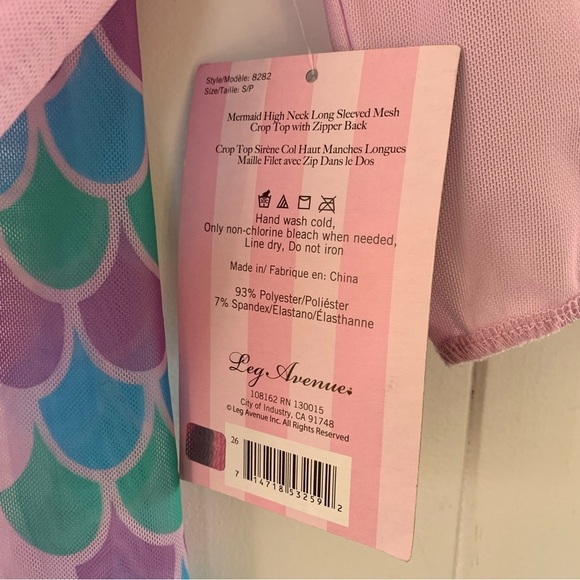 Style/Modèle: 8282
Size/Taille: S/P
Mermaid High Neck Long Sleeved Mesh
Crop Top with Zipper Back
Crop Top Sirène Col Haut Manches Longues
Maille Filet avec Zip Dans le Dos
Hand wash cold,
Only non-chlorine bleach when needed,
Line dry, Do not iron
Made in/ Fabrique en: China
93% Polyester/Poliéster
7% Spandex/Elastano/Élasthanne
Leg Avenue
108162 RN 130015
City of Industry, CA 91748
© Leg Avenue Inc. All Rights Reserved
26
7 14718 53259 2